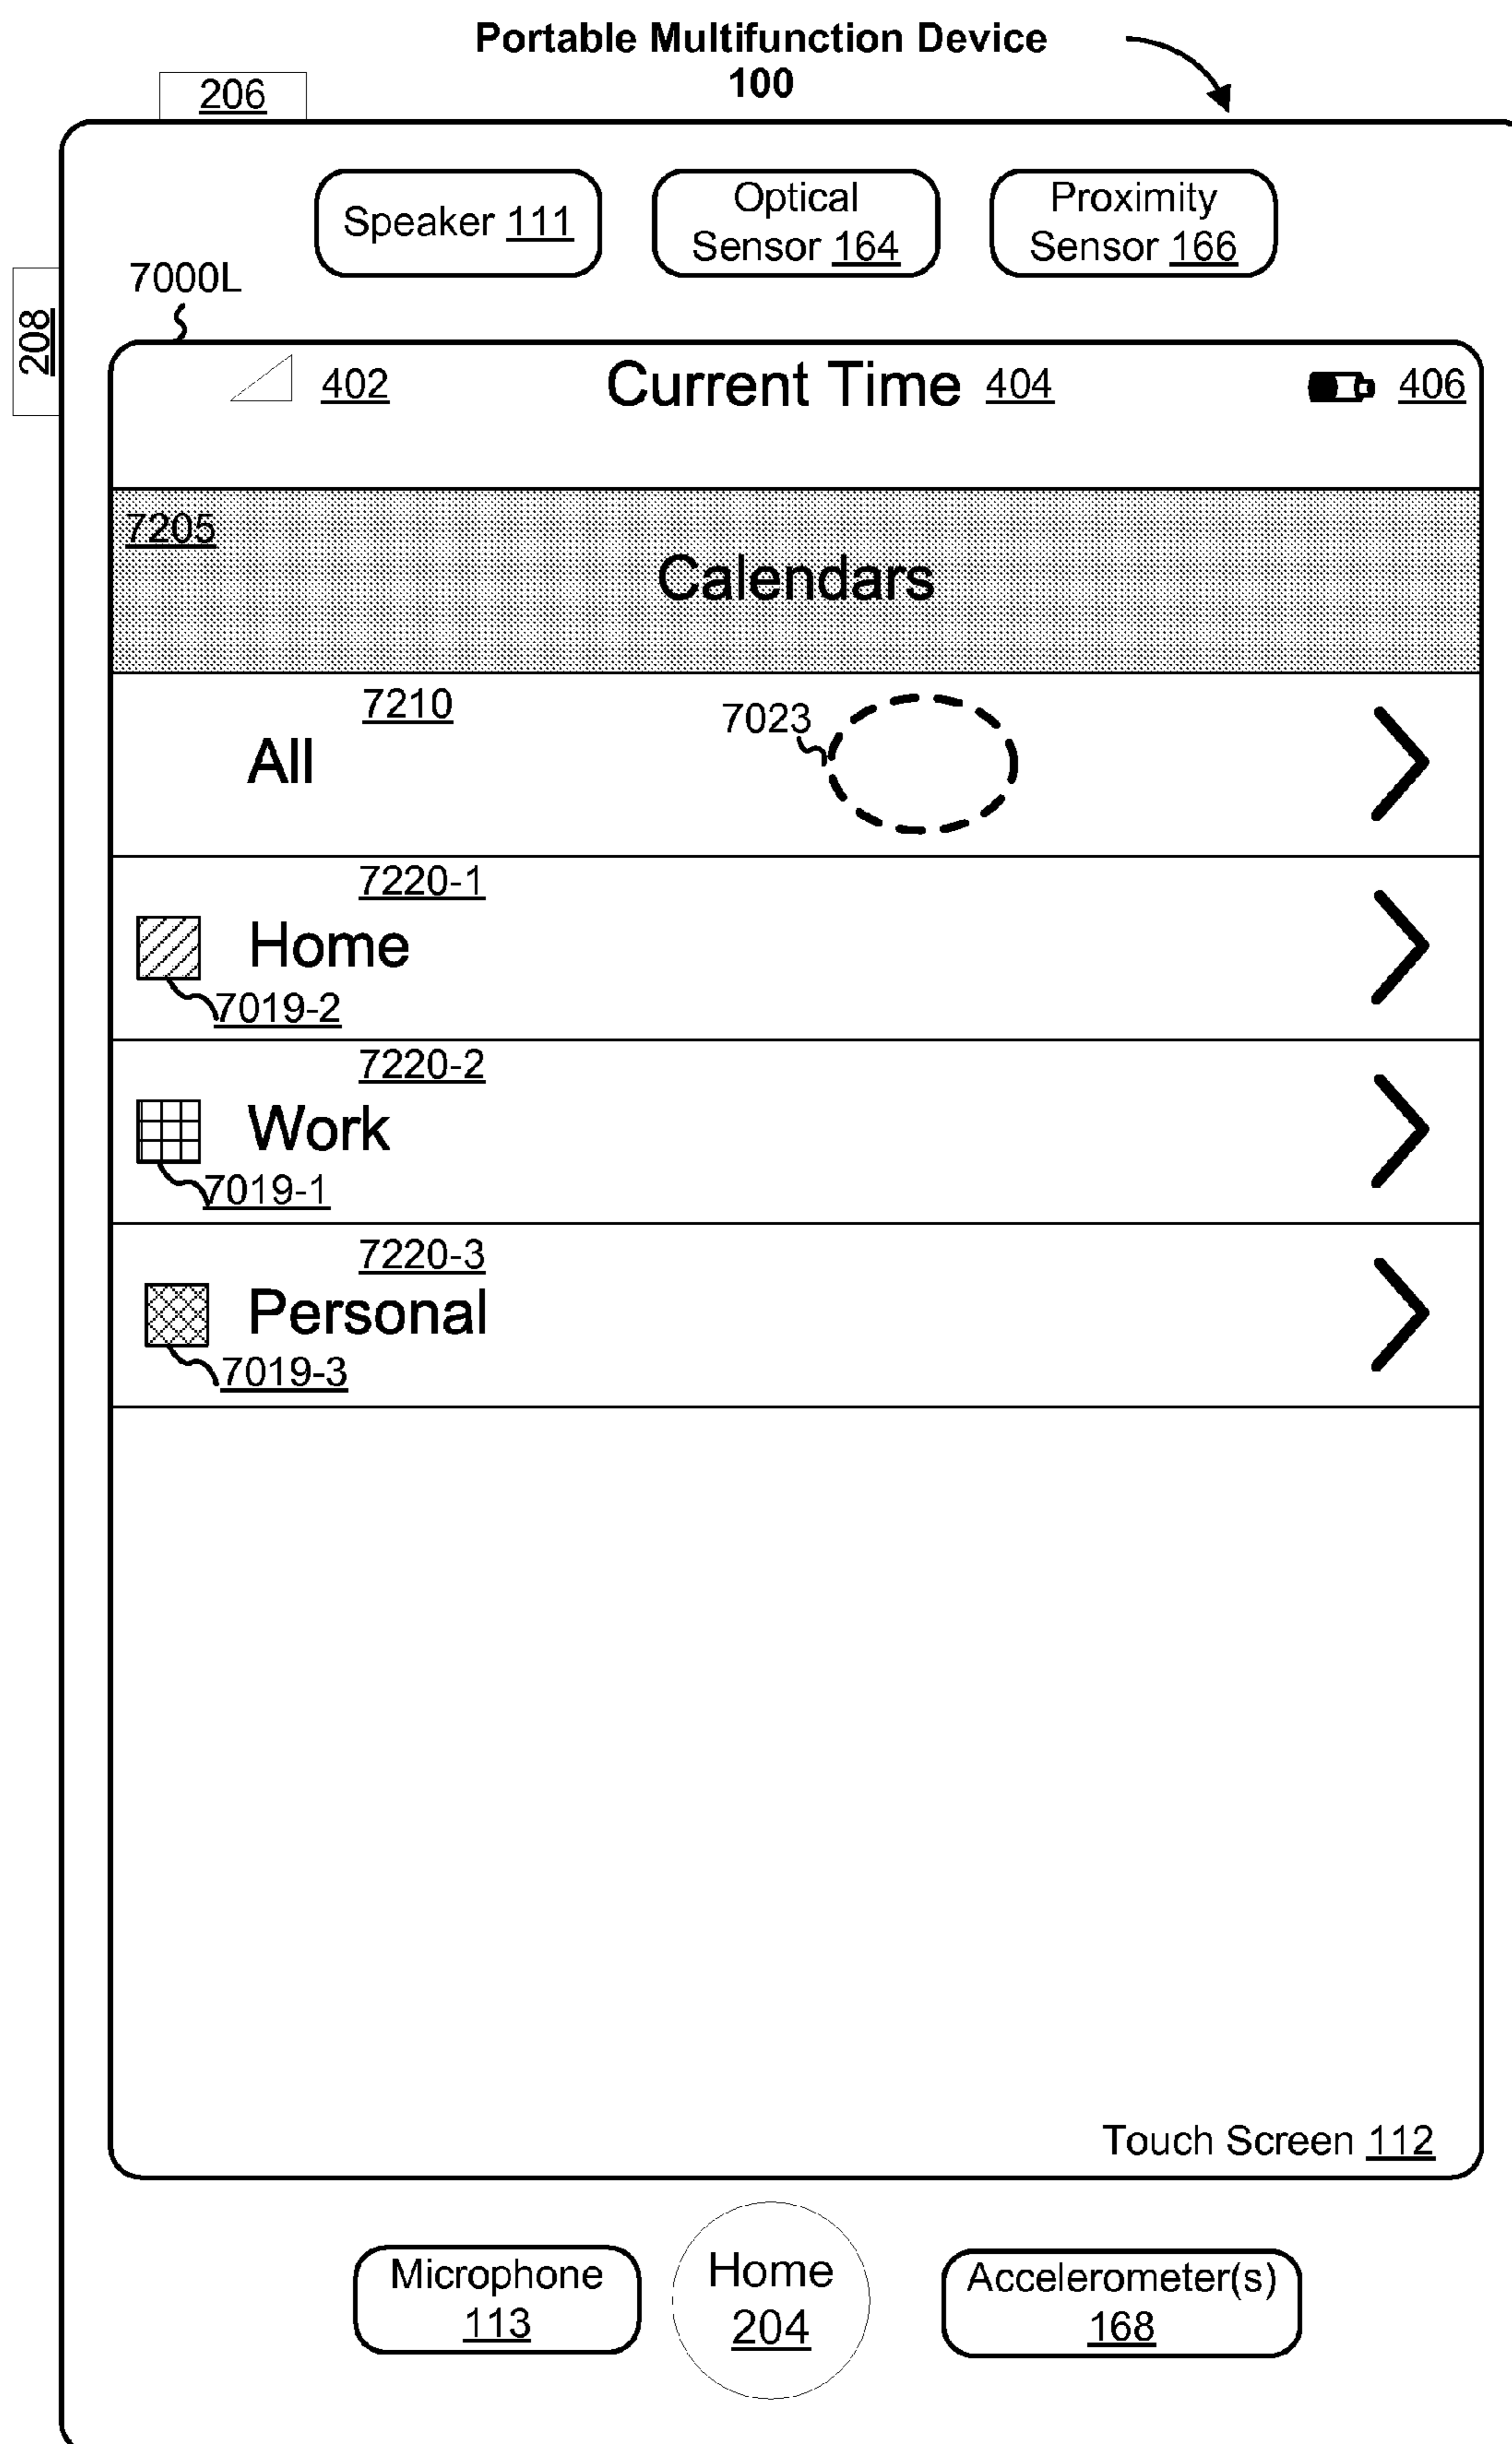 Portable Multifunction Device
100
206
208
Speaker 111
Optical
Sensor 164
Proximity
Sensor 166
7000L
402
Current Time 404
406
7205
Calendars
7210
All
7023
7220-1
Home
7019-2
7220-2
Work
7019-1
7220-3
Personal
7019-3
Touch Screen 112
Microphone
113
Home
204
Accelerometer(s)
168